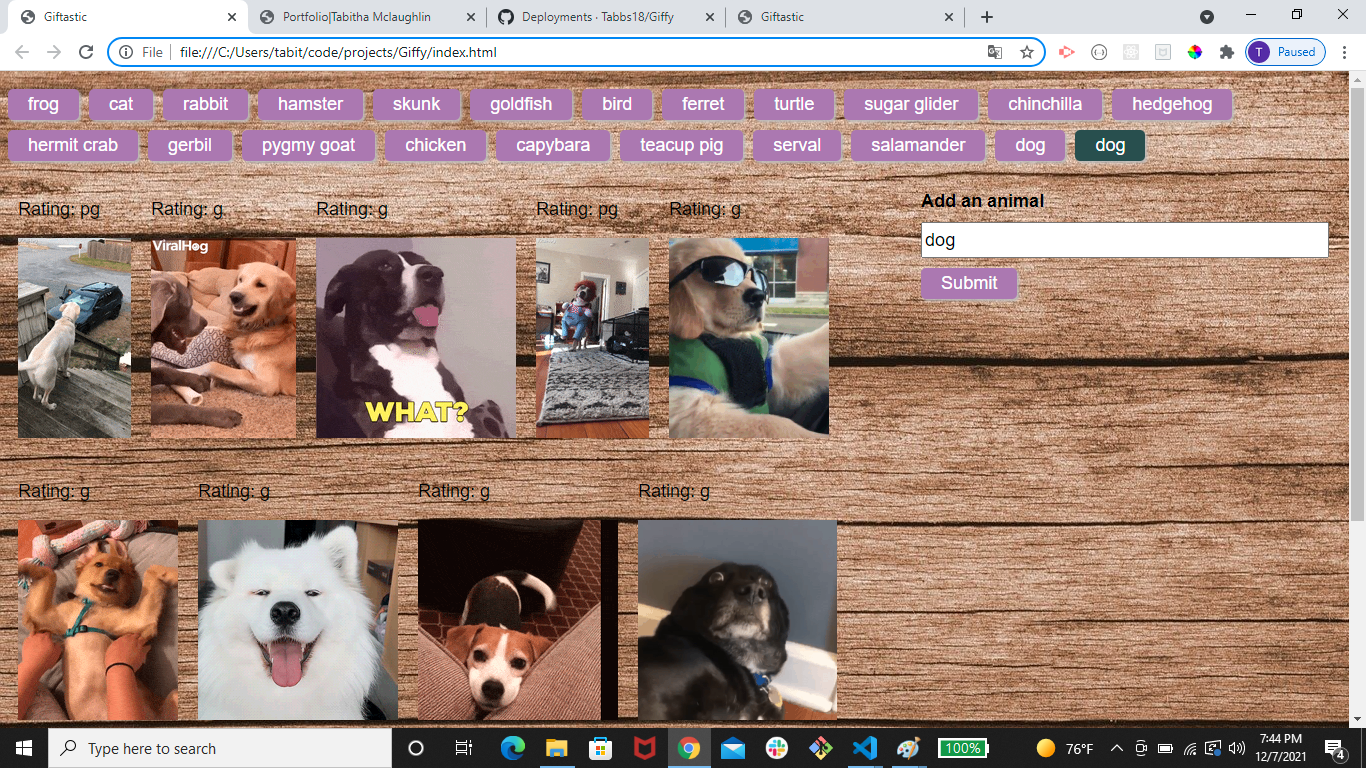 Giftastic
Portfolio|Tabitha Mclaughlin
Deployments · Tabbs18/Giffy
Giftastic
File
file:///C:/Users/tabit/code/projects/Giffy/index.html
T
Paused
frog
cat
rabbit
hamster
skunk
goldfish
bird
ferret
turtle
sugar glider
chinchilla
hedgehog
hermit crab
gerbil
pygmy goat
chicken
capybara
teacup pig
serval
salamander
dog
dog
Rating: pg
Rating: g
Rating: g
Rating: pg
Rating: g
ViralHog
WHAT?
Add an animal
dog
Submit
Rating: g
Rating: g
Rating: g
Rating: g
Type here to search
100%
76°F
7:44 PM
12/7/2021
4